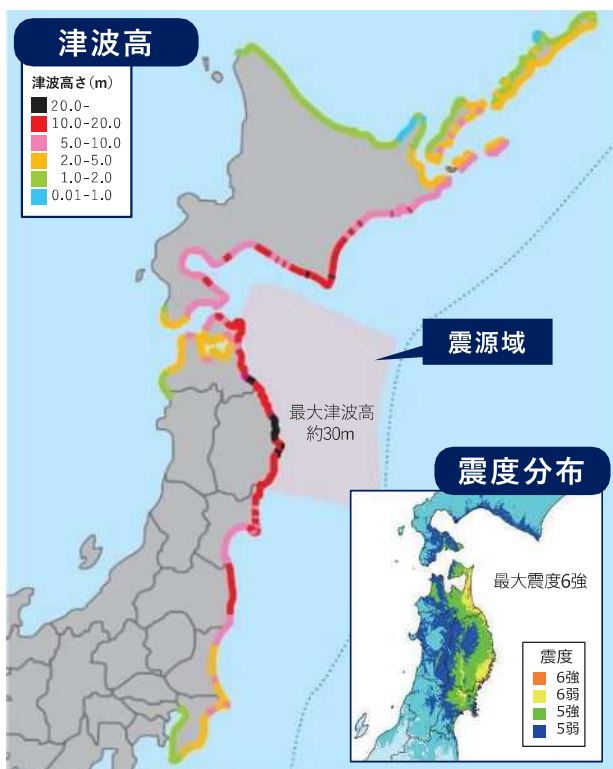 津波高
津波高さ(m)
20.0-
10.0-20.0
5.0-10.0
2.0-5.0
1.0-2.0
0.01-1.0
震源域
最大津波高
約30m
震度分布
最大震度6強
震度
6強
6弱
5強
5弱